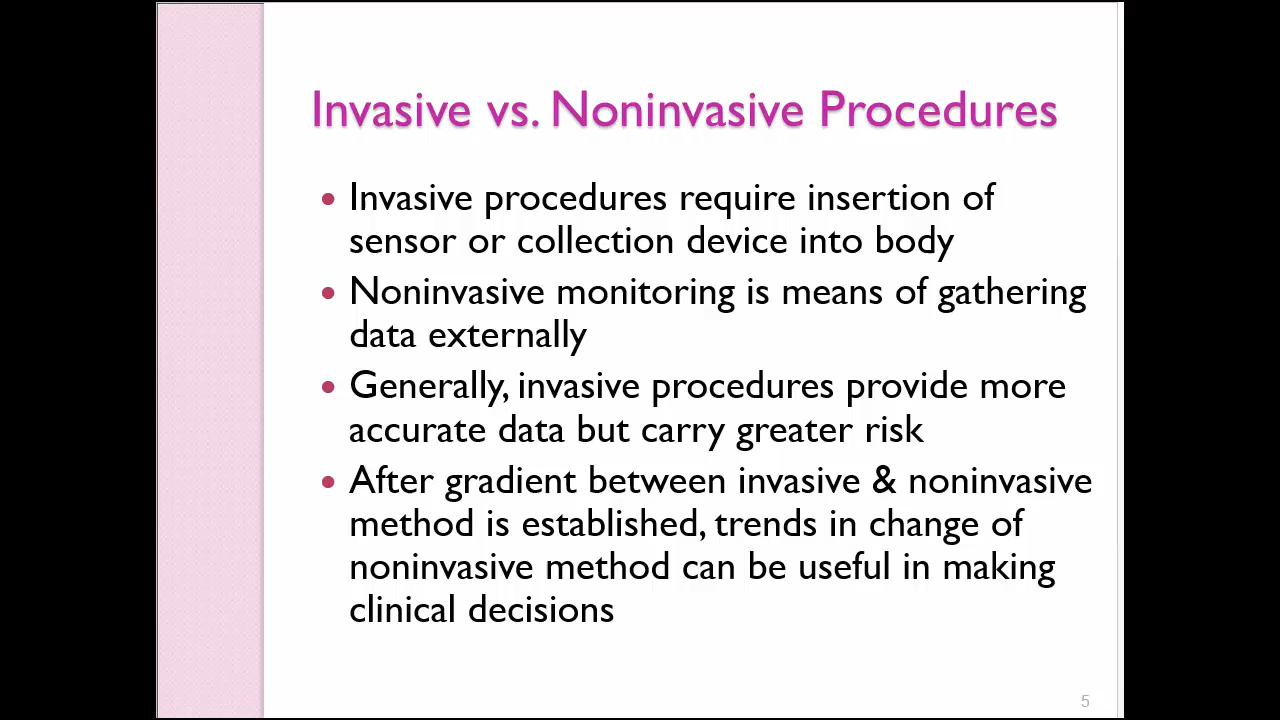 Invasive vs. Noninvasive Procedures
• Invasive procedures require insertion of
sensor or collection device into body
• Noninvasive monitoring is means of gathering
data externally
• Generally, invasive procedures provide more
accurate data but carry greater risk
• After gradient between invasive & noninvasive
method is established, trends in change of
noninvasive method can be useful in making
clinical decisions
5